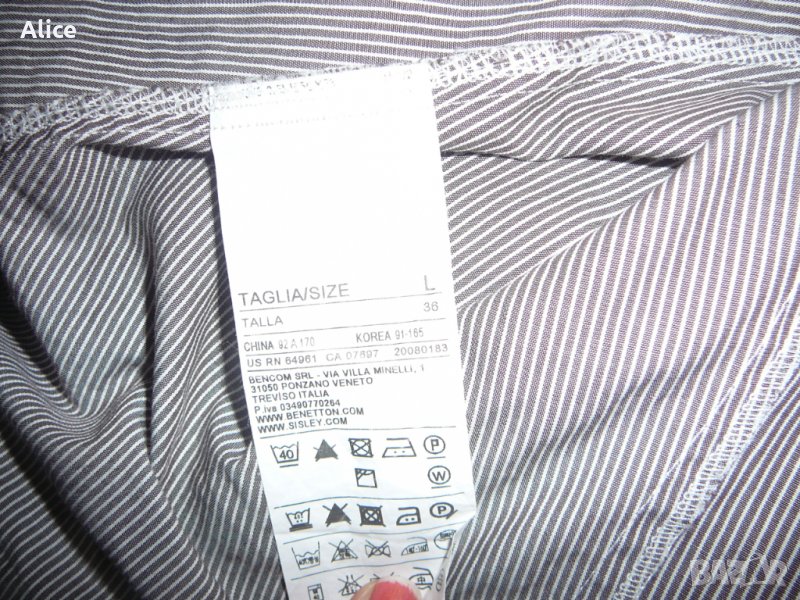 Alice
TAGLIA/SIZE L
TALLA 36
CHINA 92 A 170 KOREA 91-165
US RN 64961 CA 07897 20080183
BENCOM SRL - VIA VILLA MINELLI, 1
31050 PONZANO VENETO
TREVISO ITALIA
P.iva 03490770264
WWW.BENETTON.COM
WWW.SISLEY.COM
40 P
W
P
BAZAR